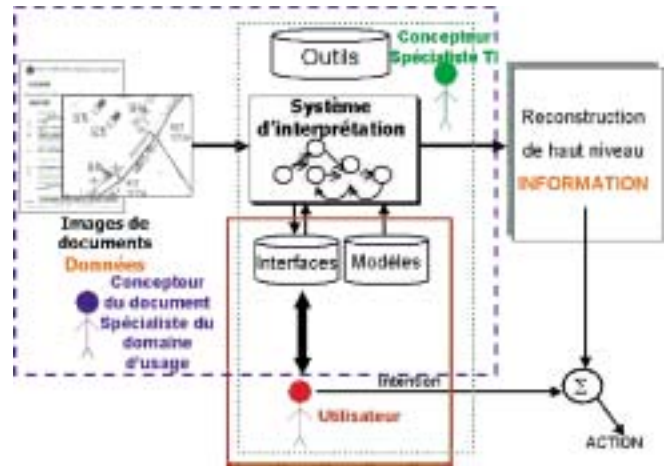 Outils
Concepteur
Spécialiste TI
Système
d'interprétation
Reconstruction
de haut niveau
INFORMATION
Images de
documents
Données
Interfaces
Modèles
Concepteur
du document
Spécialiste du
domaine
d'usage
Intention
Utilisateur
Σ
ACTION